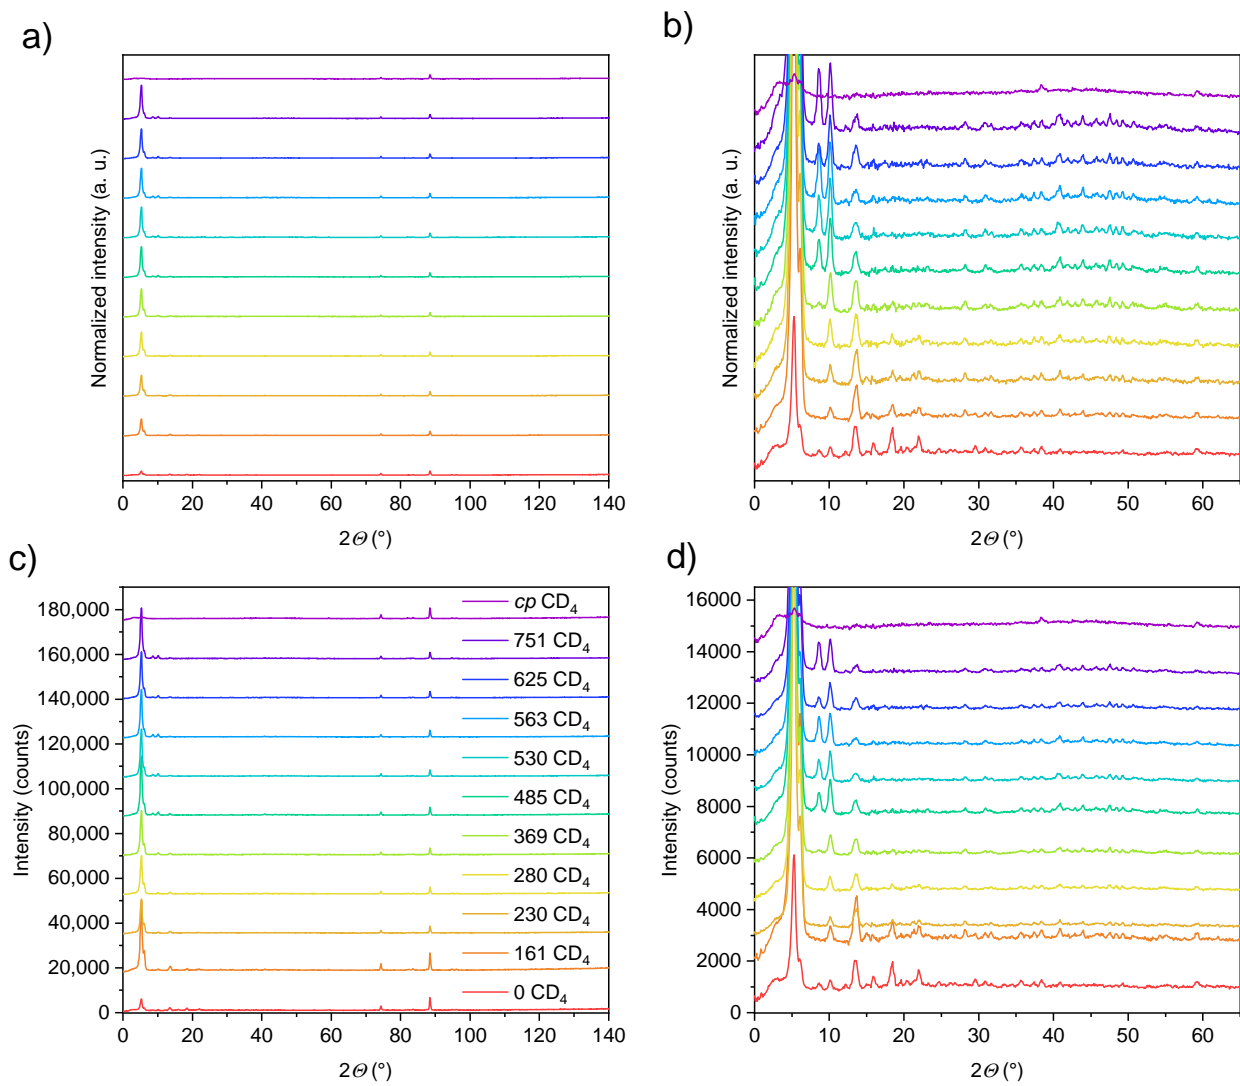 a)
Normalized intensity (a. u.)
0 20 40 60 80 100 120 140
2Θ (°)
b)
Normalized intensity (a. u.)
0 10 20 30 40 50 60
2Θ (°)
c)
Intensity (counts)
180,000
160,000
140,000
120,000
100,000
80,000
60,000
40,000
20,000
0
cp CD₄
751 CD₄
625 CD₄
563 CD₄
530 CD₄
485 CD₄
369 CD₄
280 CD₄
230 CD₄
161 CD₄
0 CD₄
0 20 40 60 80 100 120 140
2Θ (°)
d)
Intensity (counts)
16000
14000
12000
10000
8000
6000
4000
2000
0
0 10 20 30 40 50 60
2Θ (°)